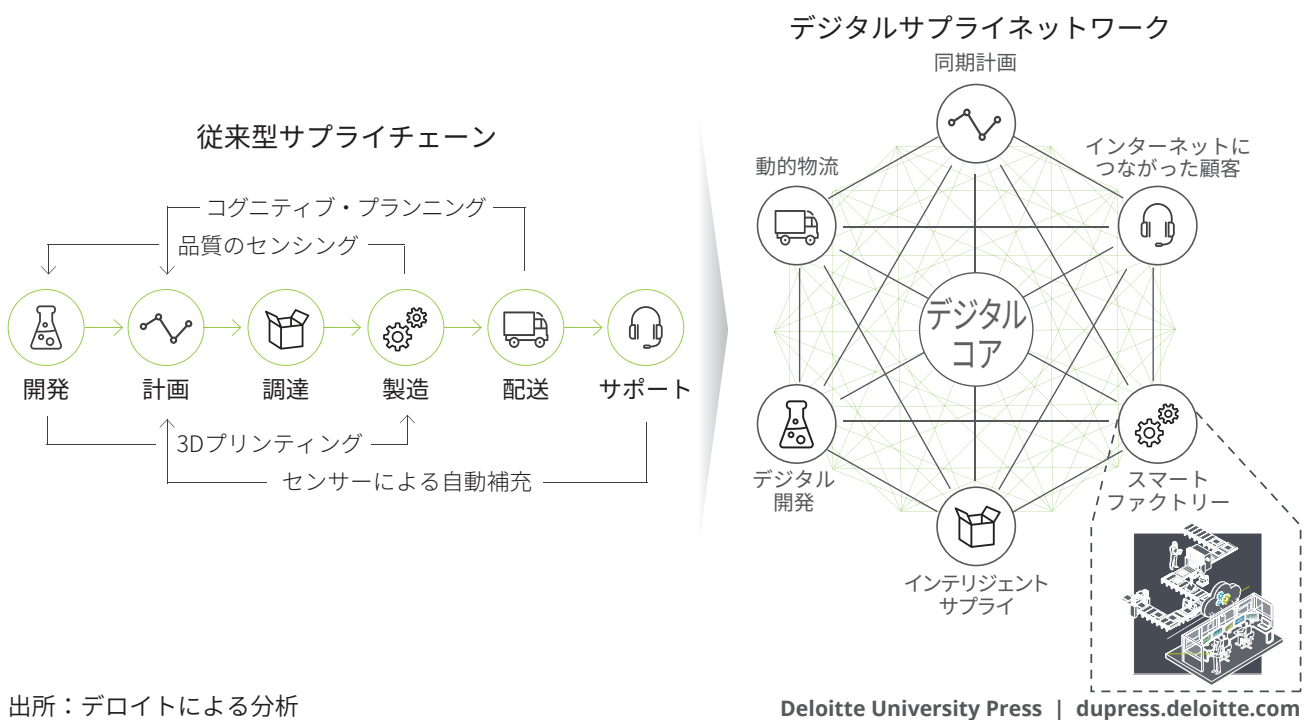 従来型サプライチェーン
コグニティブ・プランニング
品質のセンシング
開発
計画
調達
製造
配送
サポート
3Dプリンティング
センサーによる自動補充
デジタルサプライネットワーク
同期計画
インターネットに
つながった顧客
動的物流
デジタル
コア
デジタル
開発
スマート
ファクトリー
インテリジェント
サプライ
出所：デロイトによる分析
Deloitte University Press | dupress.deloitte.com